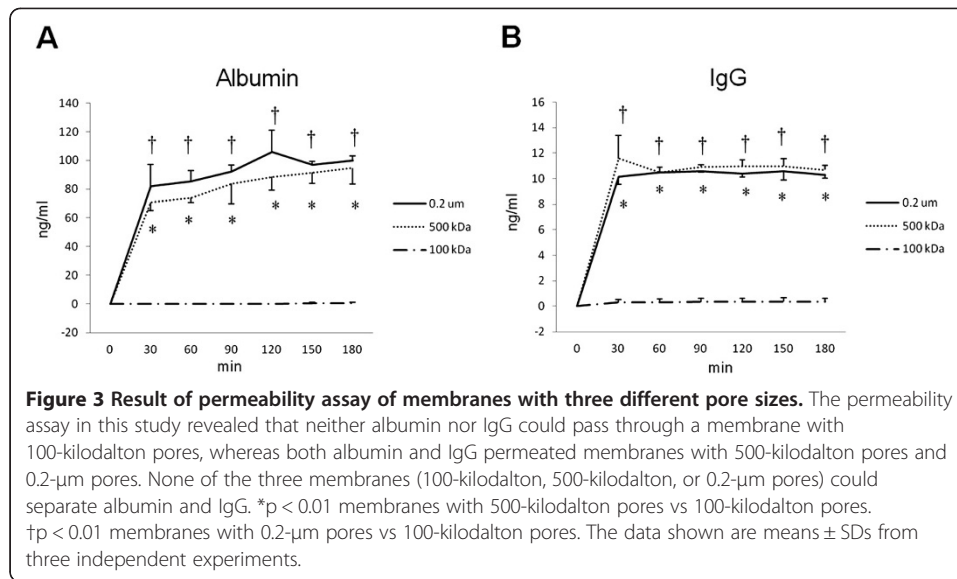 A
B
Albumin
IgG
140
120
100
80
60
40
20
0
-20
ng/ml
0 30 60 90 120 150 180
min
† † † † † †
* * * * * *
0.2 um
500 kDa
100 kDa
16
14
12
10
8
6
4
2
0
-2
ng/ml
0 30 60 90 120 150 180
min
† † † † † †
* * * * * *
0.2 um
500 kDa
100 kDa
Figure 3 Result of permeability assay of membranes with three different pore sizes. The permeability
assay in this study revealed that neither albumin nor IgG could pass through a membrane with
100-kilodalton pores, whereas both albumin and IgG permeated membranes with 500-kilodalton pores and
0.2-μm pores. None of the three membranes (100-kilodalton, 500-kilodalton, or 0.2-μm pores) could
separate albumin and IgG. *p < 0.01 membranes with 500-kilodalton pores vs 100-kilodalton pores.
†p < 0.01 membranes with 0.2-μm pores vs 100-kilodalton pores. The data shown are means ± SDs from
three independent experiments.